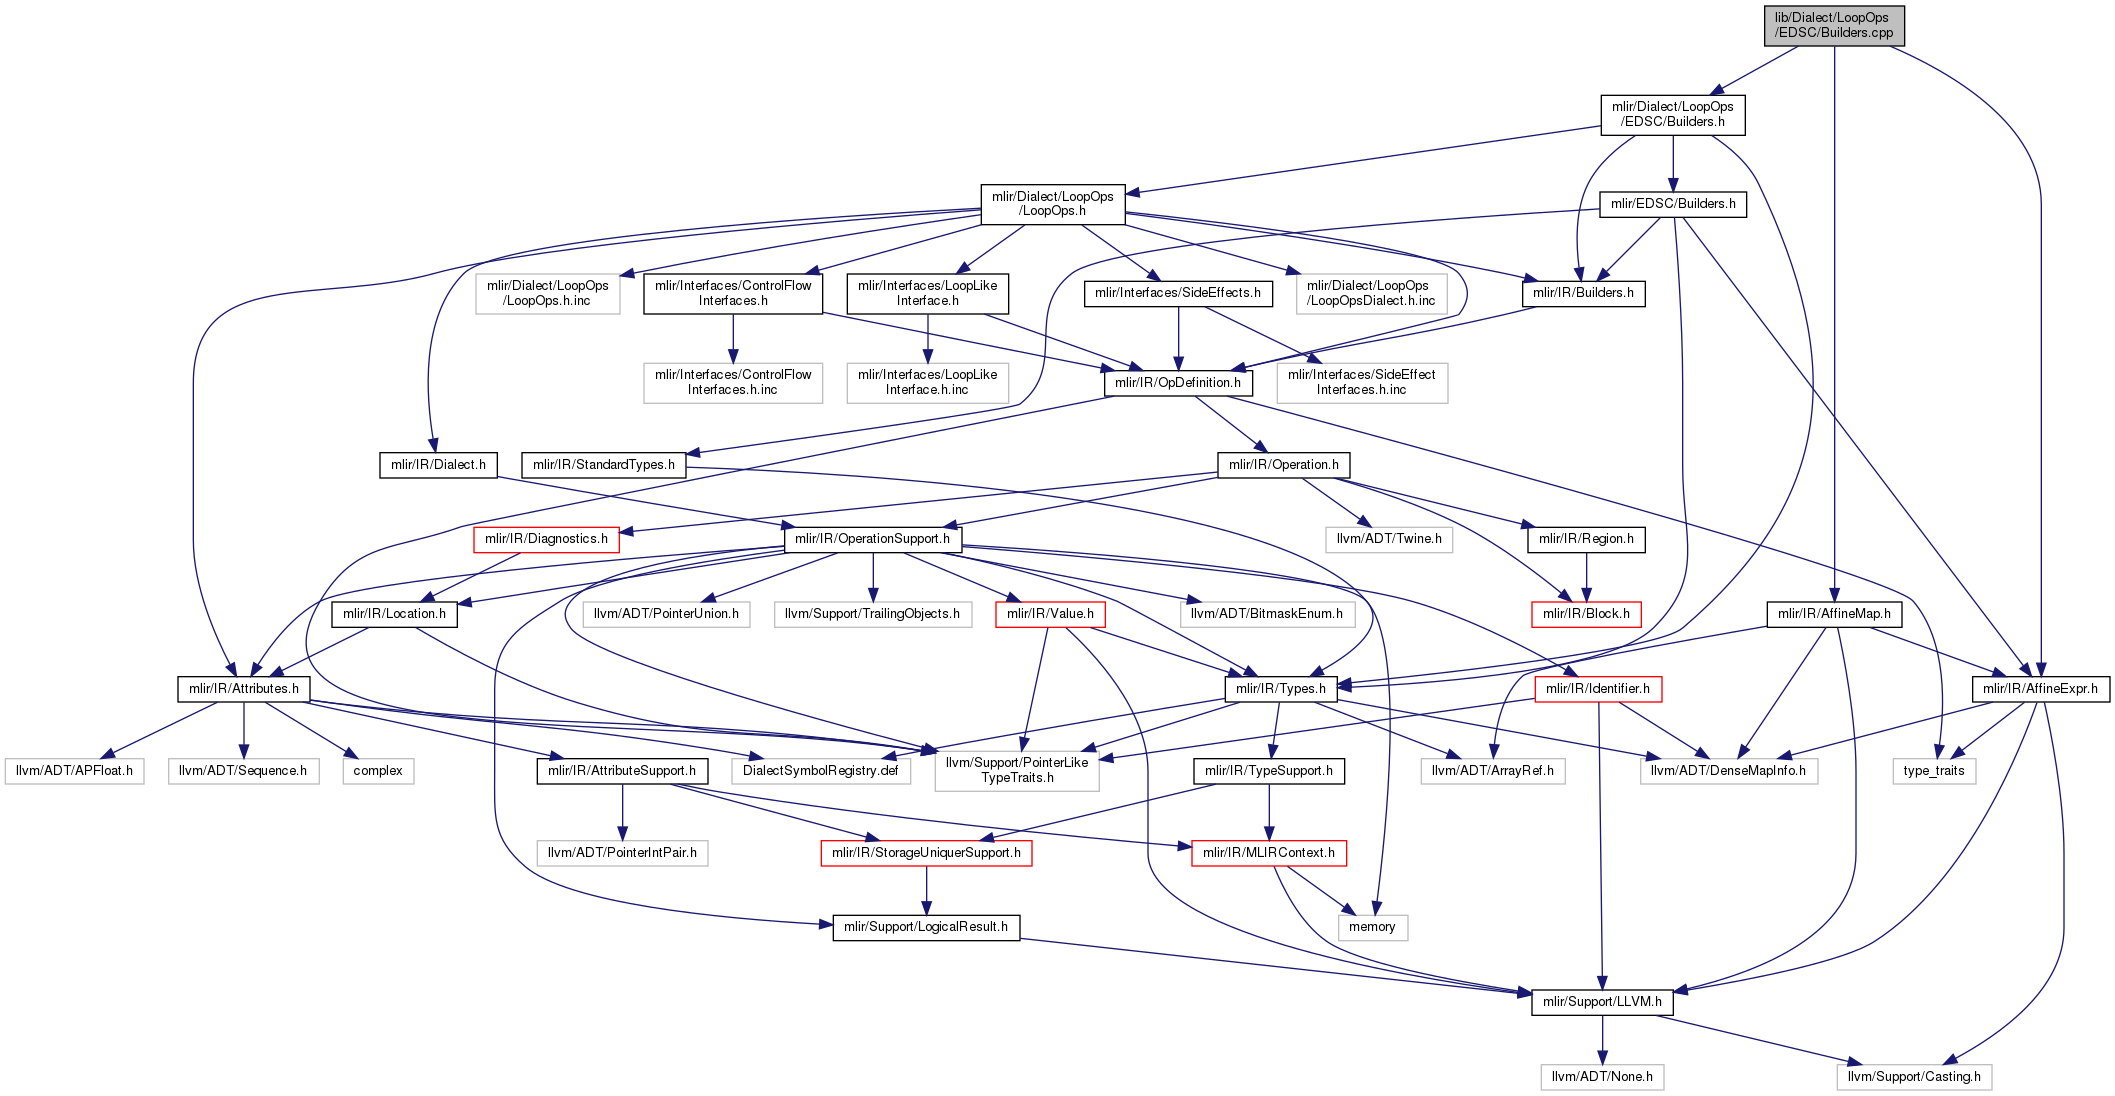 lib/Dialect/LoopOps
/EDSC/Builders.cpp
mlir/Dialect/LoopOps
/EDSC/Builders.h
mlir/Dialect/LoopOps
/LoopOps.h
mlir/EDSC/Builders.h
mlir/Dialect/LoopOps
/LoopOps.h.inc
mlir/Interfaces/ControlFlow
Interfaces.h
mlir/Interfaces/LoopLike
Interface.h
mlir/Interfaces/SideEffects.h
mlir/Dialect/LoopOps
/LoopOpsDialect.h.inc
mlir/IR/Builders.h
mlir/Interfaces/ControlFlow
Interfaces.h.inc
mlir/Interfaces/LoopLike
Interface.h.inc
mlir/IR/OpDefinition.h
mlir/Interfaces/SideEffect
Interfaces.h.inc
mlir/IR/Dialect.h
mlir/IR/StandardTypes.h
mlir/IR/Operation.h
mlir/IR/Diagnostics.h
mlir/IR/OperationSupport.h
llvm/ADT/Twine.h
mlir/IR/Region.h
mlir/IR/Location.h
llvm/ADT/PointerUnion.h
llvm/Support/TrailingObjects.h
mlir/IR/Value.h
llvm/ADT/BitmaskEnum.h
mlir/IR/Block.h
mlir/IR/AffineMap.h
mlir/IR/Attributes.h
mlir/IR/Types.h
mlir/IR/Identifier.h
mlir/IR/AffineExpr.h
llvm/ADT/APFloat.h
llvm/ADT/Sequence.h
complex
mlir/IR/AttributeSupport.h
DialectSymbolRegistry.def
llvm/Support/PointerLike
TypeTraits.h
mlir/IR/TypeSupport.h
llvm/ADT/ArrayRef.h
llvm/ADT/DenseMapInfo.h
type_traits
llvm/ADT/PointerIntPair.h
mlir/IR/StorageUniquerSupport.h
mlir/IR/MLIRContext.h
mlir/Support/LogicalResult.h
memory
mlir/Support/LLVM.h
llvm/ADT/None.h
llvm/Support/Casting.h